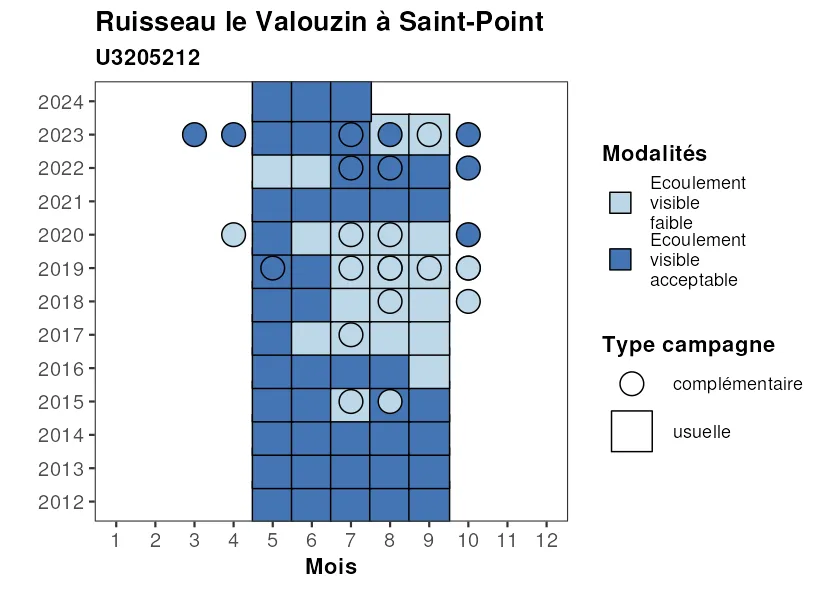 Ruisseau le Valouzin à Saint-Point
U3205212
2024
2023
2022
2021
2020
2019
2018
2017
2016
2015
2014
2013
2012
1 2 3 4 5 6 7 8 9 10 11 12
Mois
Modalités
Ecoulement
visible
faible
Ecoulement
visible
acceptable
Type campagne
complémentaire
usuelle